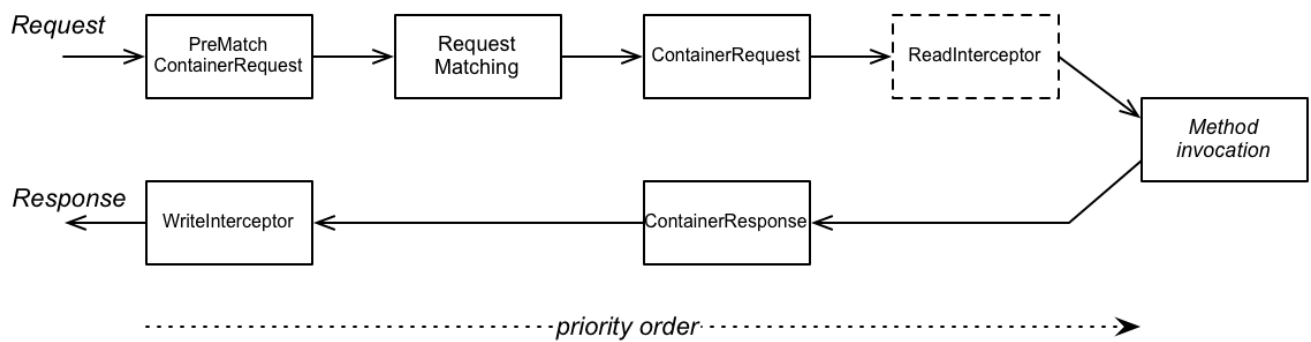 Request
PreMatch
ContainerRequest
Request
Matching
ContainerRequest
ReadInterceptor
Method
invocation
Response
WriteInterceptor
ContainerResponse
priority order